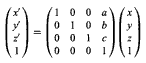 (x' y' z' 1) = (1 0 0 a; 0 1 0 b; 0 0 1 c; 0 0 0 1) (x y z 1)